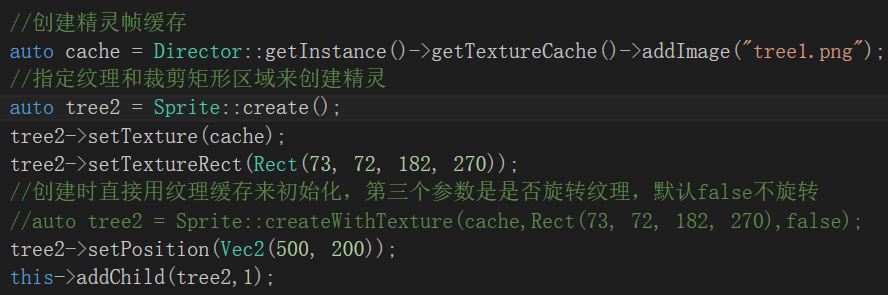 //创建精灵帧缓存
auto cache = Director::getInstance()->getTextureCache()->addImage("tree1.png");
//指定纹理和裁剪矩形区域来创建精灵
auto tree2 = Sprite::create();
tree2->setTexture(cache);
tree2->setTextureRect(Rect(73, 72, 182, 270));
//创建时直接用纹理缓存来初始化，第三个参数是是否旋转纹理，默认false不旋转
//auto tree2 = Sprite::createWithTexture(cache,Rect(73, 72, 182, 270),false);
tree2->setPosition(Vec2(500, 200));
this->addChild(tree2,1);